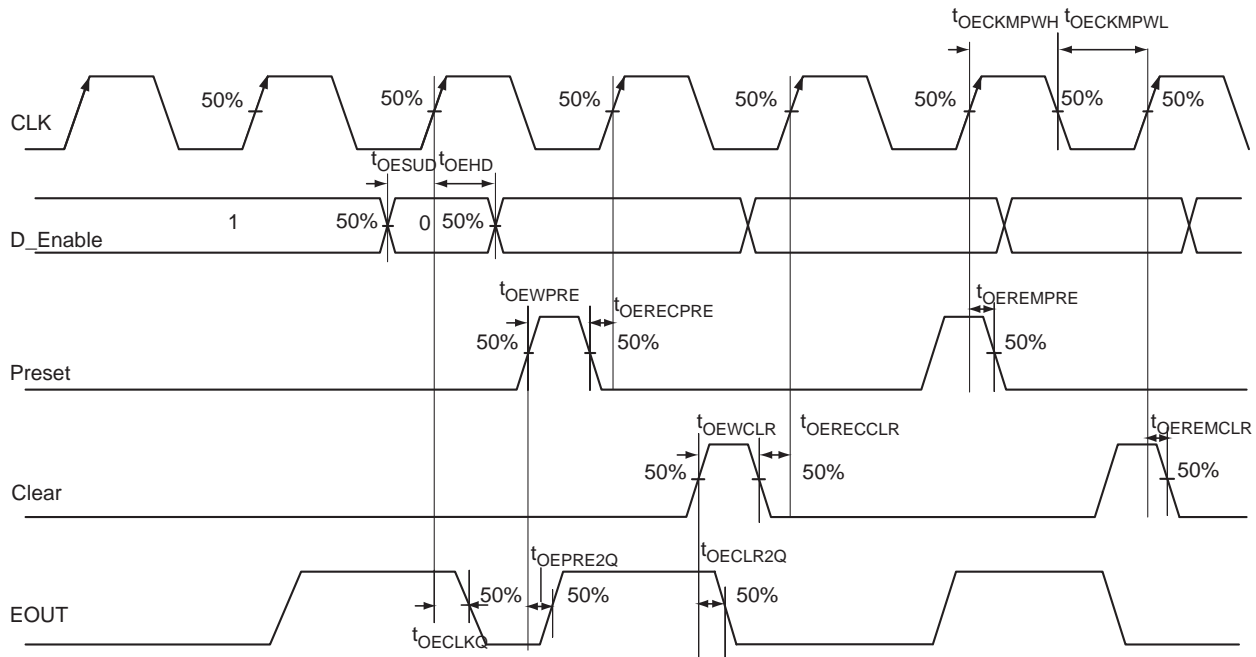 tOECKMPWH tOECKMPWL
50% 50% 50% 50% 50% 50% 50% 50%
CLK
tOESUD tOEHD
1 50% 0 50%
D_Enable
tOEWPRE tOERECPRE tOEREMPRE
50% 50% 50%
Preset
tOEWCLR tOERECCLR tOEREMCLR
50% 50% 50%
Clear
tOEPRE2Q tOECLR2Q
50% 50% 50%
EOUT
tOECLKQ